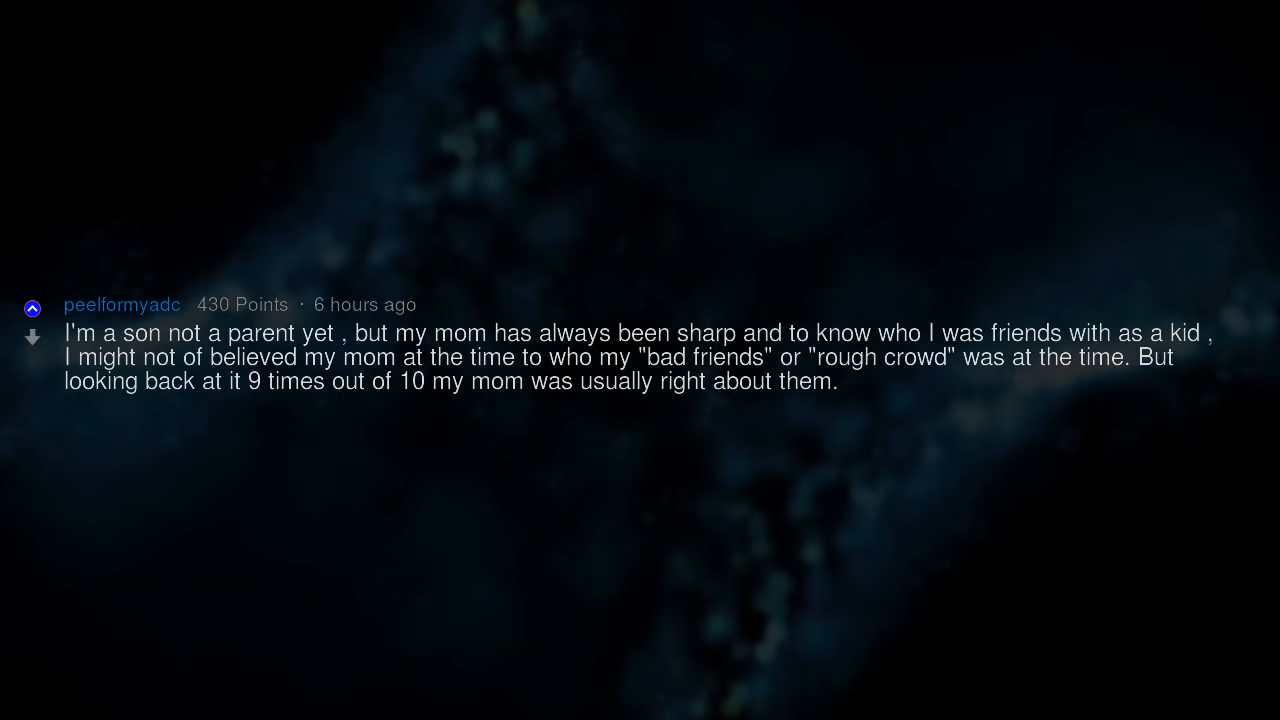 peelformyadc 430 Points · 6 hours ago
I'm a son not a parent yet , but my mom has always been sharp and to know who I was friends with as a kid ,
I might not of believed my mom at the time to who my "bad friends" or "rough crowd" was at the time. But
looking back at it 9 times out of 10 my mom was usually right about them.